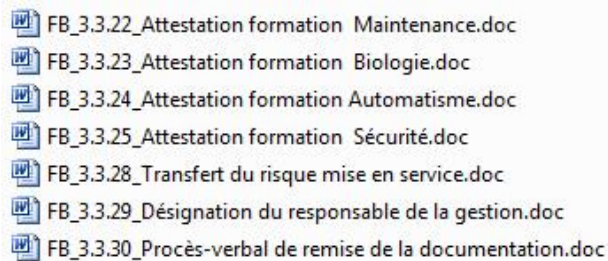 FB_3.3.22_Attestation formation  Maintenance.doc
FB_3.3.23_Attestation formation  Biologie.doc
FB_3.3.24_Attestation formation Automatisme.doc
FB_3.3.25_Attestation formation  Sécurité.doc
FB_3.3.28_Transfert du risque mise en service.doc
FB_3.3.29_Désignation du responsable de la gestion.doc
FB_3.3.30_Procès-verbal de remise de la documentation.doc